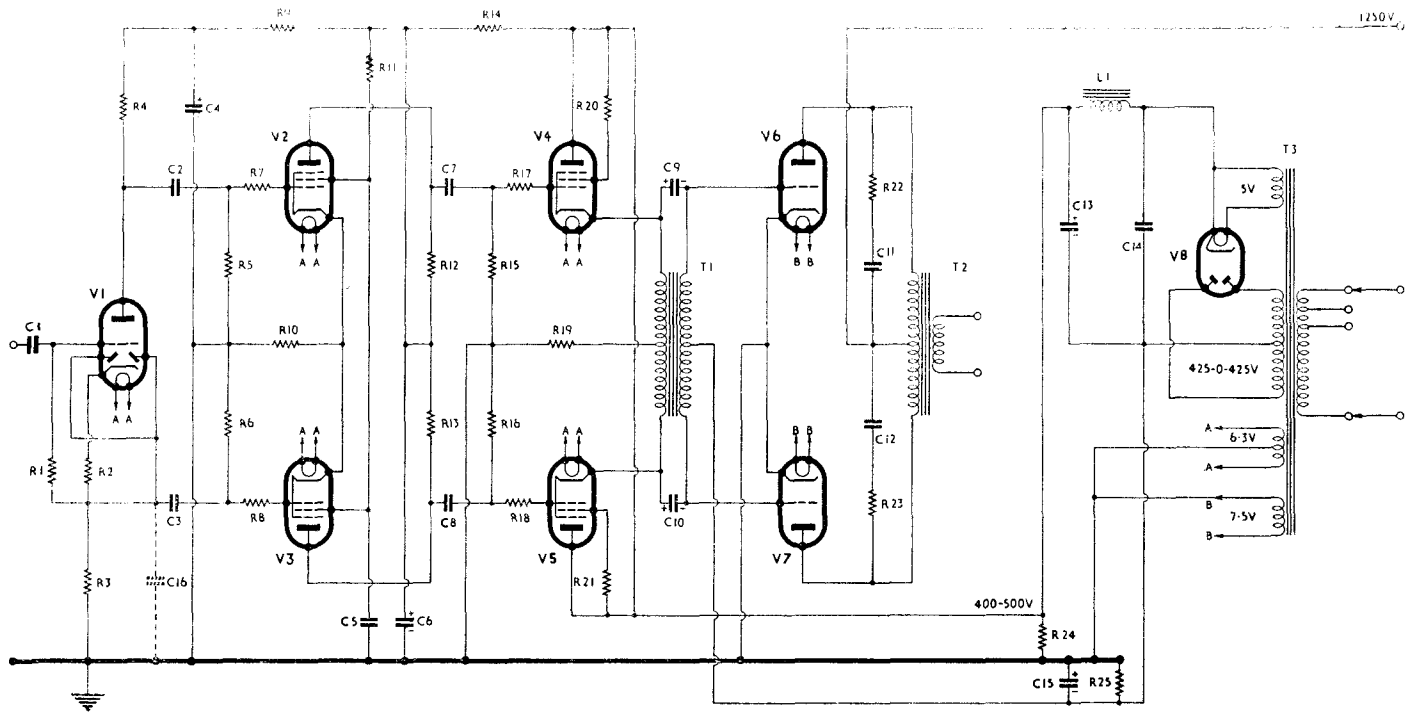 R9
R14
1250V
R11
L1
R4
C4
R20
V2
V4
V6
T3
C2
R7
C7
R17
C9
R22
5V
C13
C14
V8
A A
A A
B B
R5
R12
R15
T1
C11
T2
V1
C1
R10
R19
425-0-425V
A A
R6
A A
R13
R16
A A
B B
C12
A
6·3V
A
R1
R2
C3
R8
C8
R18
C10
R23
B
7·5V
B
V3
V5
V7
R3
C16
R21
400-500V
C5
C6
R24
C15
R25